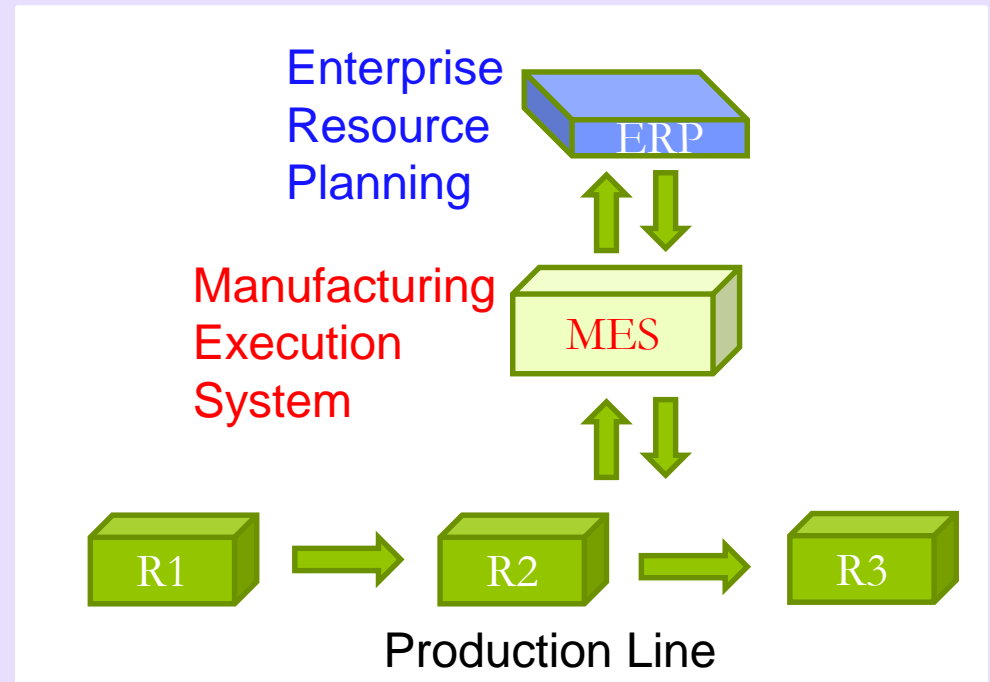 Enterprise
Resource
Planning
ERP
Manufacturing
Execution
System
MES
R1
R2
R3
Production Line